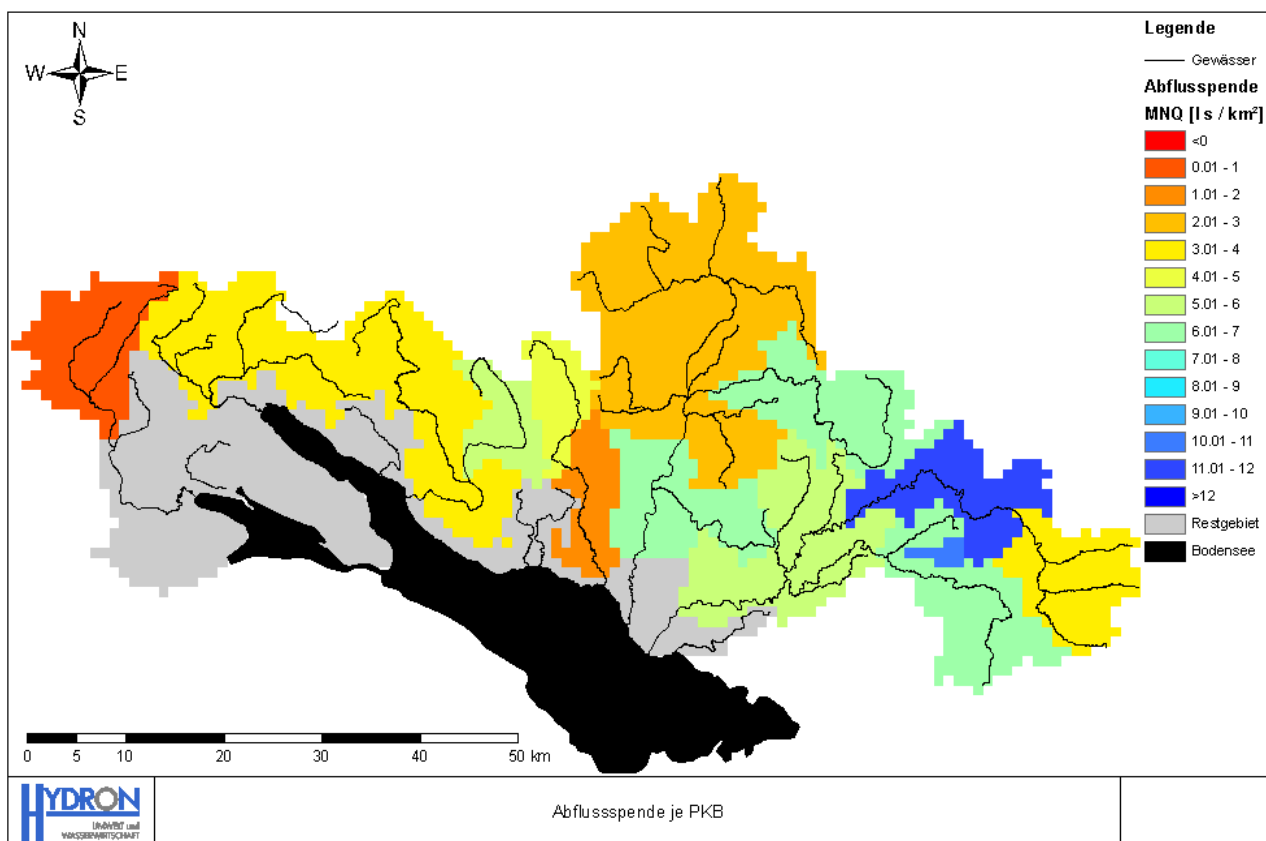 N
W E
S
Legende
Gewässer
Abflusspende
MNQ [l s / km²]
<0
0.01 - 1
1.01 - 2
2.01 - 3
3.01 - 4
4.01 - 5
5.01 - 6
6.01 - 7
7.01 - 8
8.01 - 9
9.01 - 10
10.01 - 11
11.01 - 12
>12
Restgebiet
Bodensee
0 5 10 20 30 40 50 km
HYDRON
UMWELT und
WASSERWIRTSCHAFT
Abflussspende je PKB